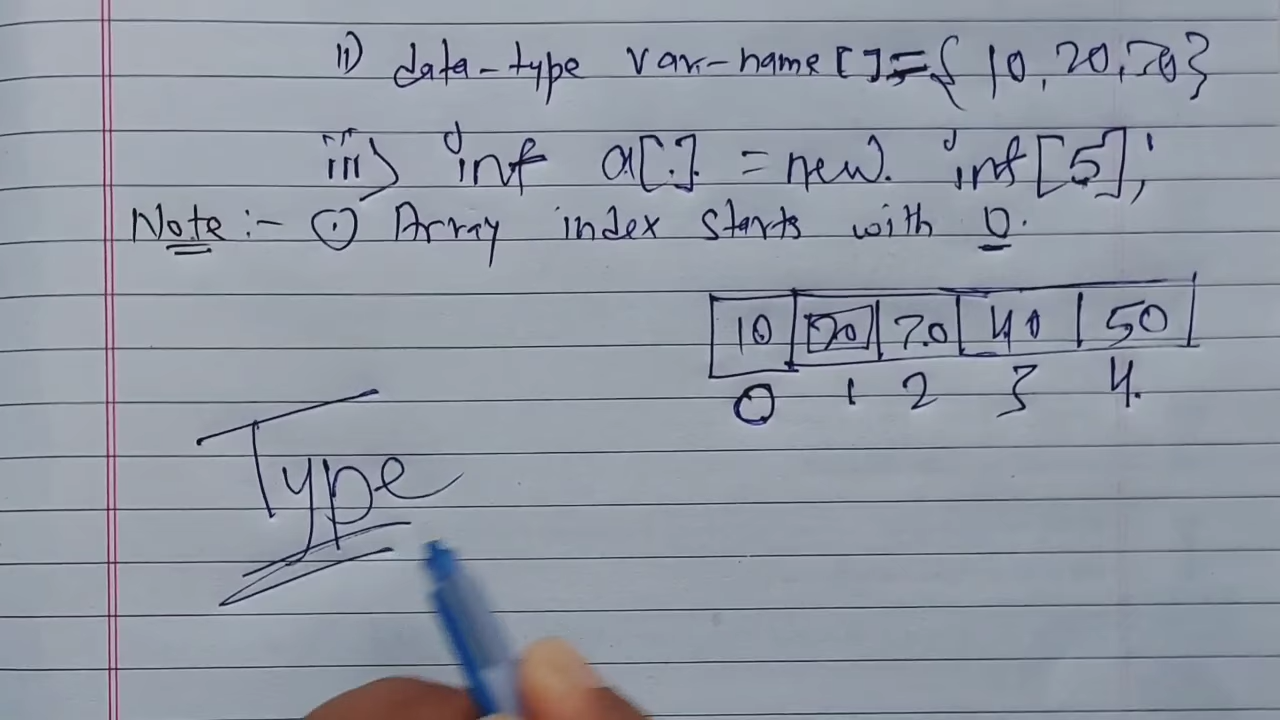 ii) data-type var-name[]={10,20,30}
iii) int a[.] = new. int[5];
Note :- ① Array index starts with 0.
10 20 30 40 50
0 1 2 3 4.
Type